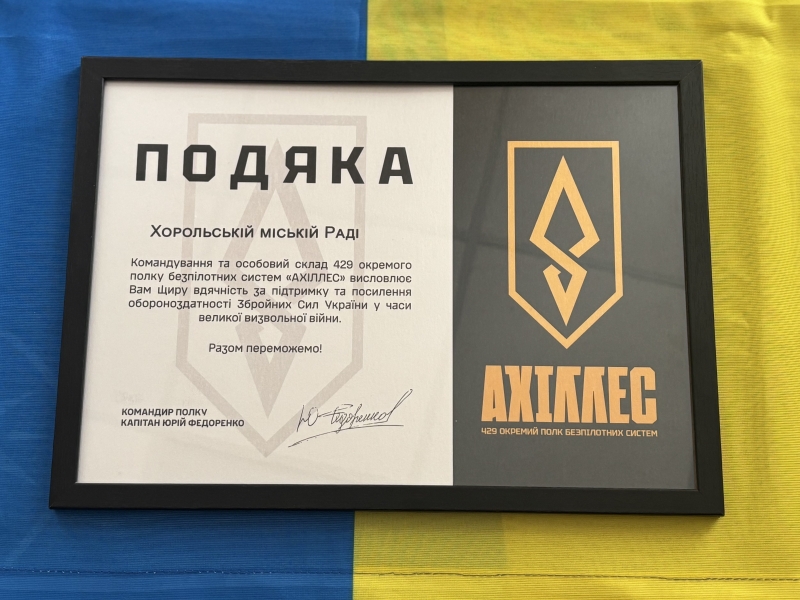 ПОДЯКА
Хорольській міській Раді
Командування та особовий склад 429 окремого
полку безпілотних систем «АХІЛЛЕС» висловлює
Вам Щиру вдячність за підтримку та посилення
обороноздатності Збройних Сил України у часи
великої визвольної війни.
Разом переможемо!
КОМАНДИР ПОЛКУ
КАПІТАН ЮРІЙ ФЕДОРЕНКО
Ю Федоренков
АХІЛЛЕС
429 ОКРЕМИЙ ПОЛК БЕЗПІЛОТНИХ СИСТЕМ